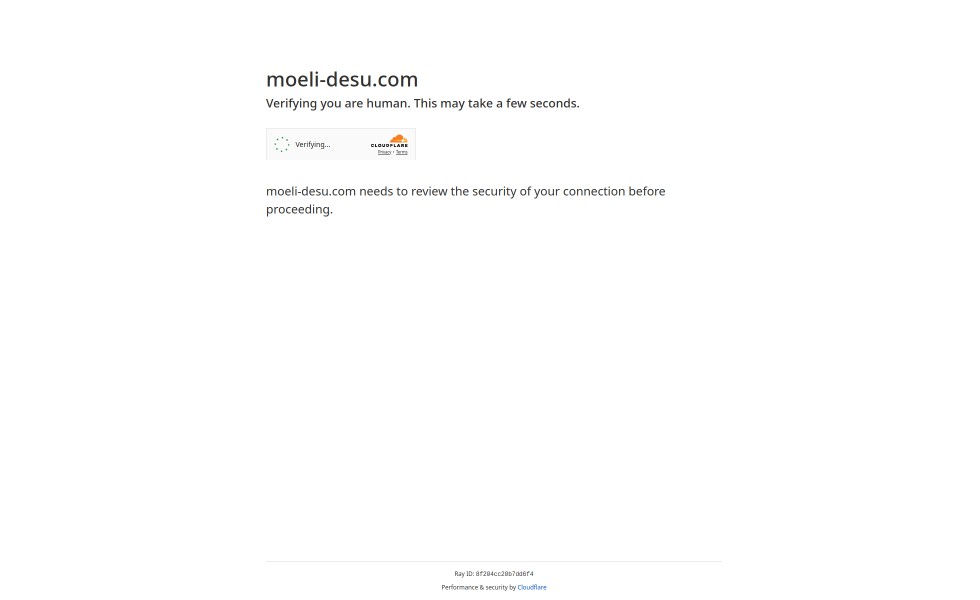 moeli-desu.com
Verifying you are human. This may take a few seconds.
Verifying...
CLOUDFLARE
Privacy • Terms
moeli-desu.com needs to review the security of your connection before
proceeding.
Ray ID: 8f204cc20b7dd0f4
Performance & security by Cloudflare